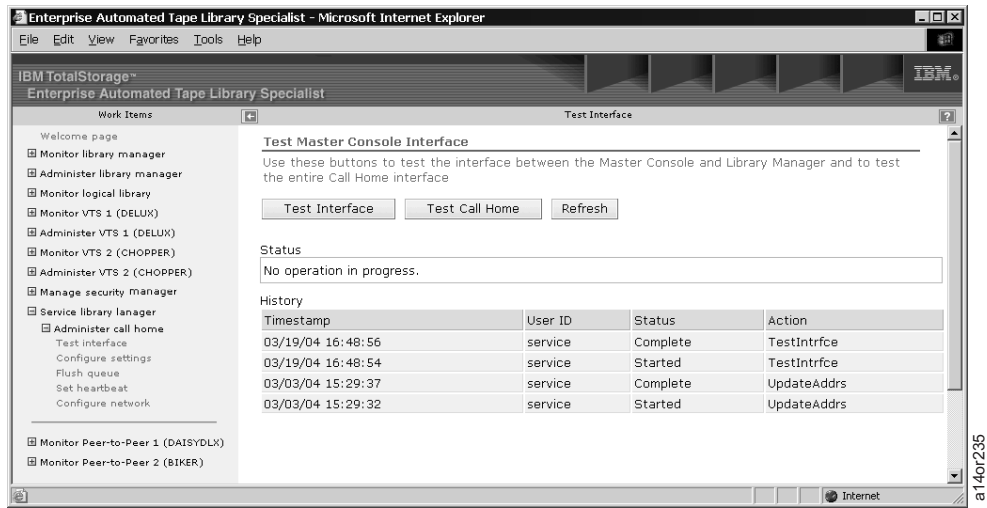 Enterprise Automated Tape Library Specialist - Microsoft Internet Explorer
File Edit View Favorites Tools Help
IBM TotalStorage™
Enterprise Automated Tape Library Specialist
IBM®
Work Items
Test Interface
?
Welcome page
Monitor library manager
Administer library manager
Monitor logical library
Monitor VTS 1 (DELUX)
Administer VTS 1 (DELUX)
Monitor VTS 2 (CHOPPER)
Administer VTS 2 (CHOPPER)
Manage security manager
Service library lanager
Administer call home
Test interface
Configure settings
Flush queue
Set heartbeat
Configure network
Monitor Peer-to-Peer 1 (DAISYDLX)
Monitor Peer-to-Peer 2 (BIKER)
Test Master Console Interface
Use these buttons to test the interface between the Master Console and Library Manager and to test
the entire Call Home interface
Test Interface Test Call Home Refresh
Status
No operation in progress.
History
Timestamp User ID Status Action
03/19/04 16:48:56 service Complete TestIntrfce
03/19/04 16:48:54 service Started TestIntrfce
03/03/04 15:29:37 service Complete UpdateAddrs
03/03/04 15:29:32 service Started UpdateAddrs
Internet
a14or235